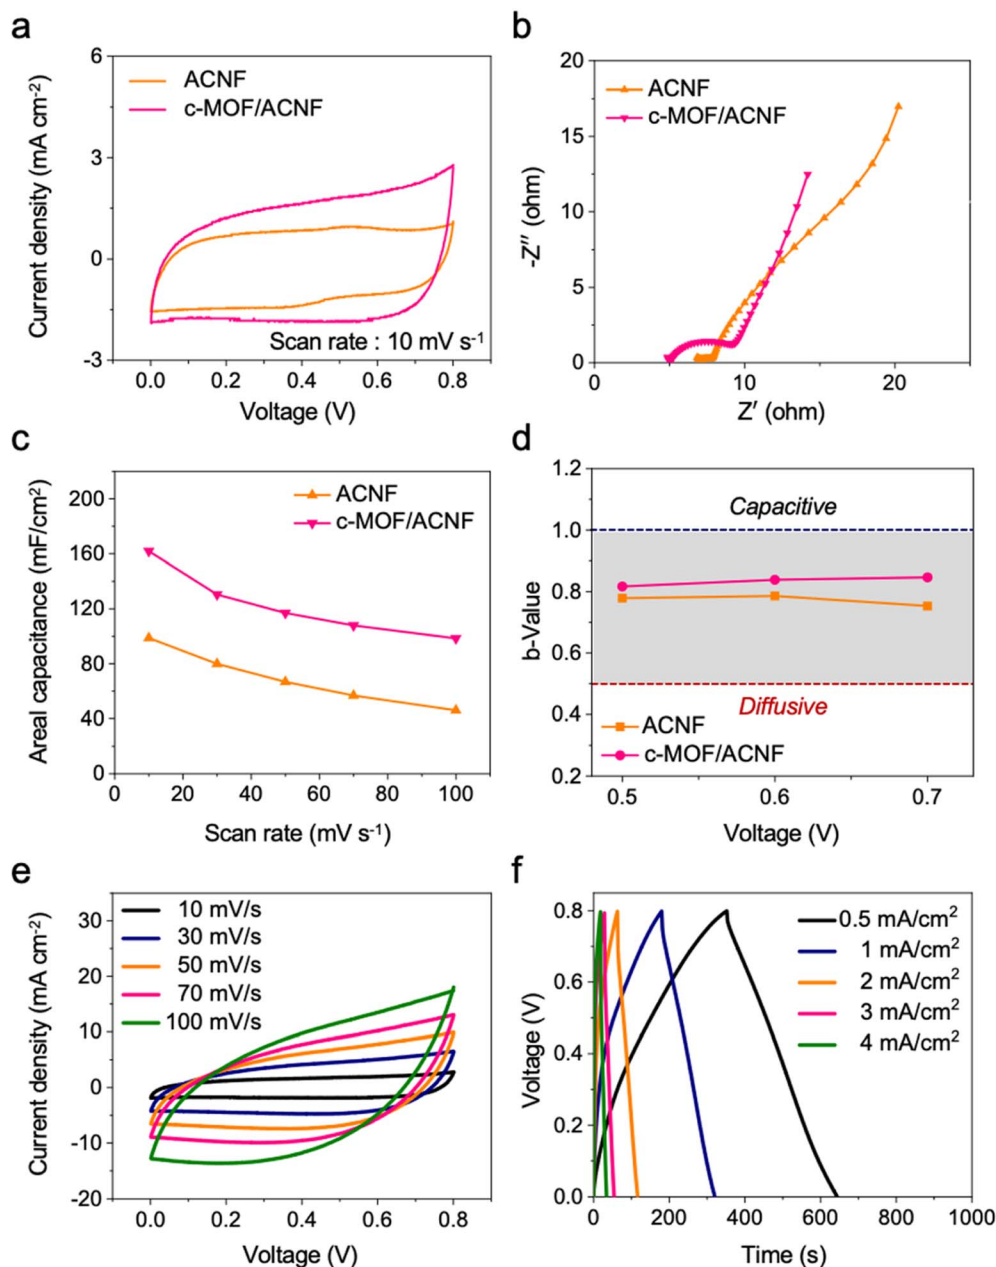 a
6
3
0
-3
Current density (mA cm⁻²)
ACNF
c-MOF/ACNF
Scan rate : 10 mV s⁻¹
0.0 0.2 0.4 0.6 0.8
Voltage (V)
b
20
15
10
5
0
-Z″ (ohm)
ACNF
c-MOF/ACNF
0 10 20
Z′ (ohm)
c
200
160
120
80
40
0
Areal capacitance (mF/cm²)
ACNF
c-MOF/ACNF
0 20 40 60 80 100
Scan rate (mV s⁻¹)
d
1.2
1.0
0.8
0.6
0.4
0.2
b-Value
Capacitive
Diffusive
ACNF
c-MOF/ACNF
0.5 0.6 0.7
Voltage (V)
e
30
20
10
0
-10
-20
Current density (mA cm⁻²)
10 mV/s
30 mV/s
50 mV/s
70 mV/s
100 mV/s
0.0 0.2 0.4 0.6 0.8
Voltage (V)
f
0.8
0.6
0.4
0.2
0.0
Voltage (V)
0.5 mA/cm²
1 mA/cm²
2 mA/cm²
3 mA/cm²
4 mA/cm²
0 200 400 600 800 1000
Time (s)